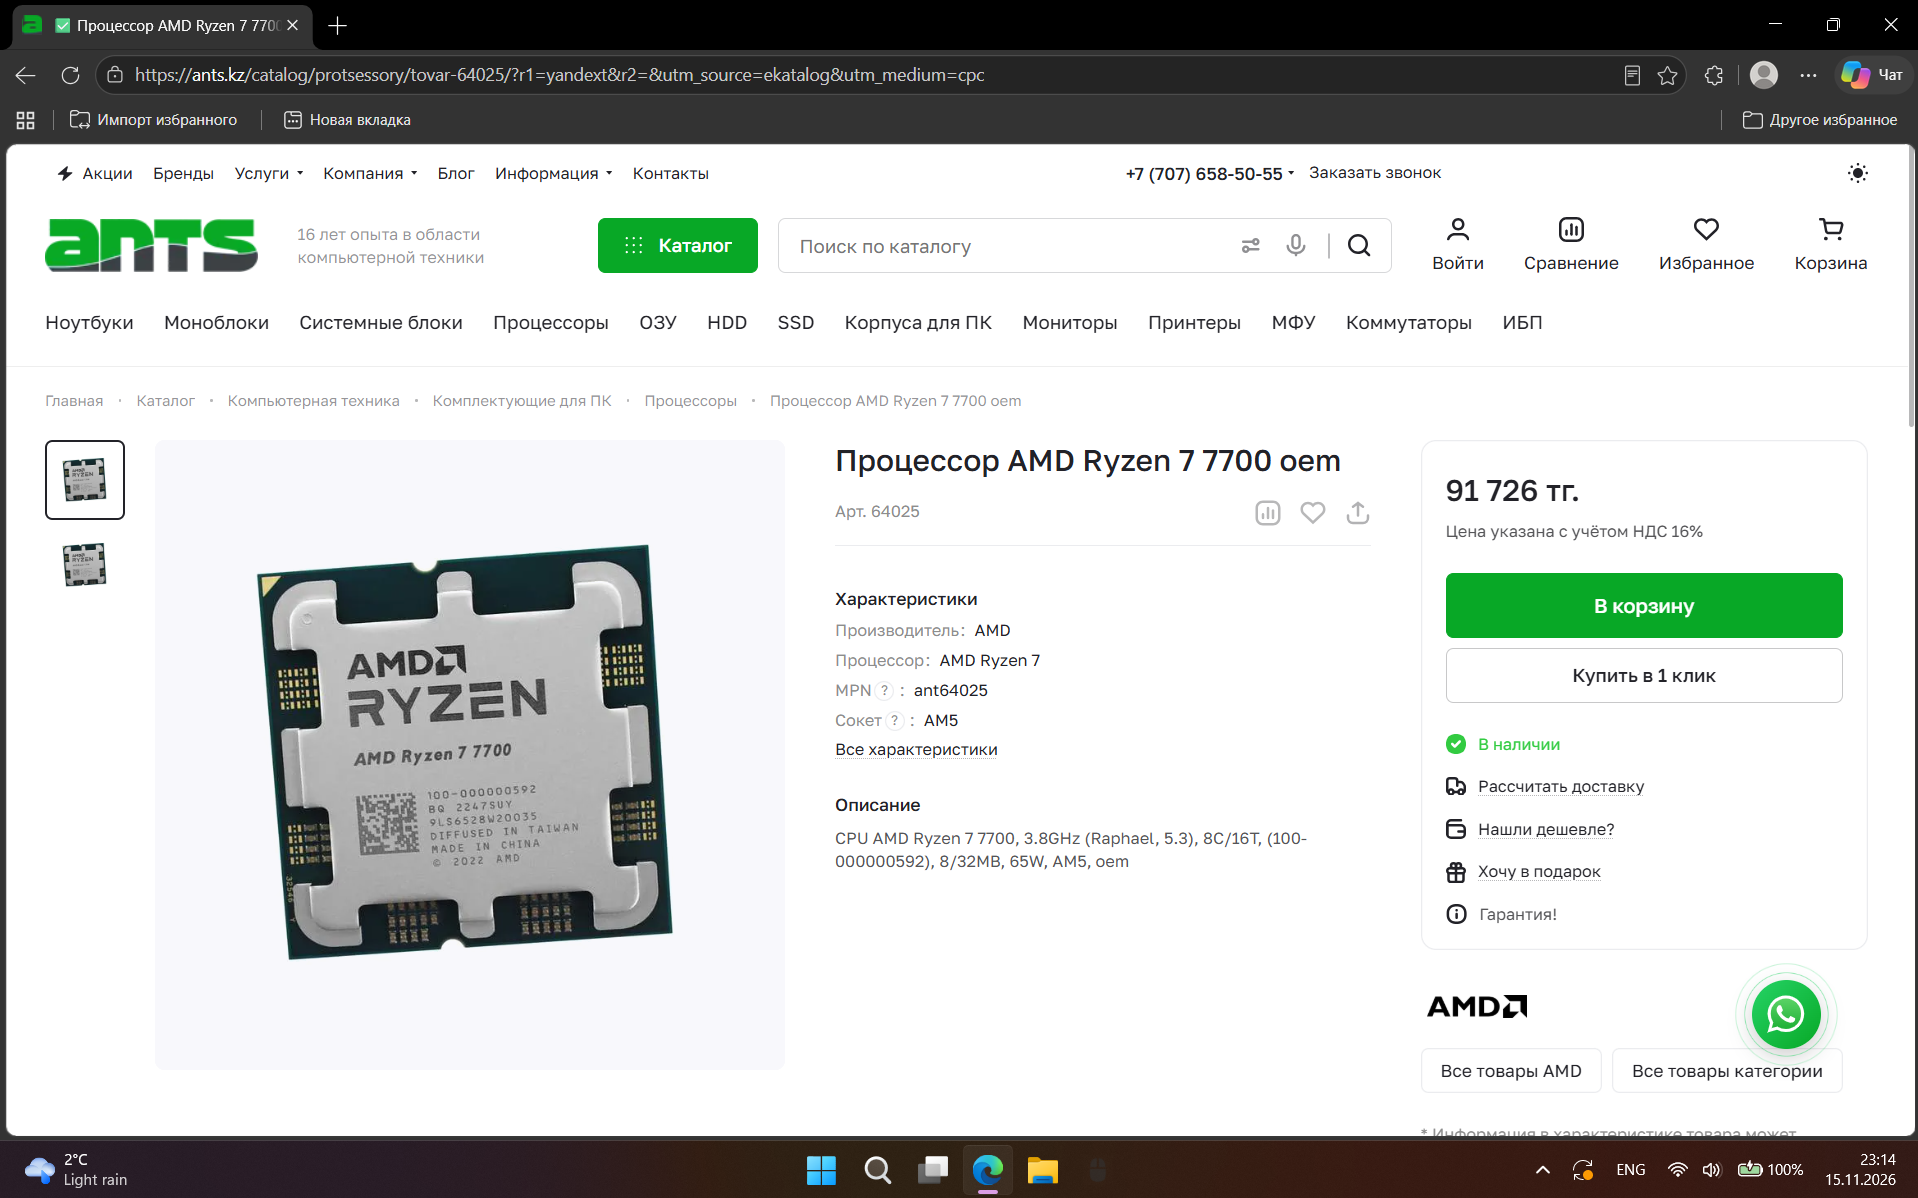 Процессор AMD Ryzen 7 770
https://ants.kz/catalog/protsessory/tovar-64025/?r1=yandext&r2=&utm_source=ekatalog&utm_medium=cpc
Чат
Импорт избранного
Новая вкладка
Другое избранное
Акции
Бренды
Услуги
Компания
Блог
Информация
Контакты
+7 (707) 658-50-55
Заказать звонок
ants
16 лет опыта в области
компьютерной техники
Каталог
Поиск по каталогу
Войти
Сравнение
Избранное
Корзина
Ноутбуки
Моноблоки
Системные блоки
Процессоры
ОЗУ
HDD
SSD
Корпуса для ПК
Мониторы
Принтеры
МФУ
Коммутаторы
ИБП
Главная · Каталог · Компьютерная техника · Комплектующие для ПК · Процессоры · Процессор AMD Ryzen 7 7700 oem
AMD
RYZEN
AMD Ryzen 7 7700
100-000000592
BQ 2247SUY
9LS6528W20035
DIFFUSED IN TAIWAN
MADE IN CHINA
© 2022 AMD
Процессор AMD Ryzen 7 7700 oem
Арт. 64025
Характеристики
Производитель: AMD
Процессор: AMD Ryzen 7
MPN ? : ant64025
Сокет ? : AM5
Все характеристики
Описание
CPU AMD Ryzen 7 7700, 3.8GHz (Raphael, 5.3), 8C/16T, (100-
000000592), 8/32MB, 65W, AM5, oem
91 726 тг.
Цена указана с учётом НДС 16%
В корзину
Купить в 1 клик
В наличии
Рассчитать доставку
Нашли дешевле?
Хочу в подарок
Гарантия!
AMD
Все товары AMD
Все товары категории
* Информация в характеристике товара может
2°C
Light rain
ENG
100%
23:14
15.11.2026